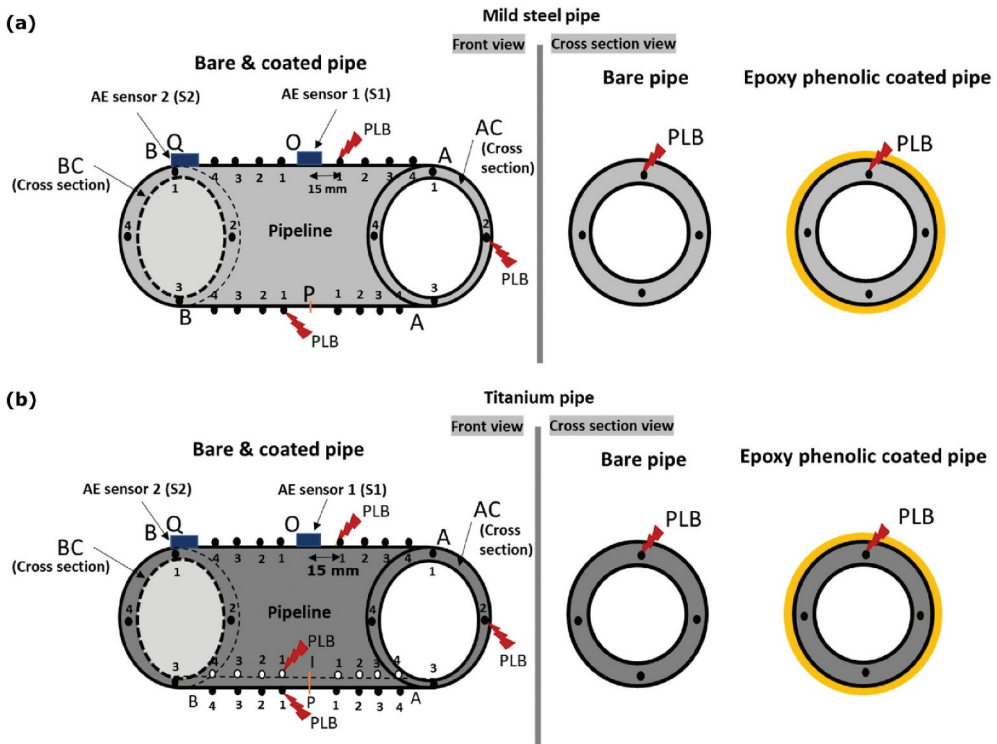 (a)
Mild steel pipe
Front view
Cross section view
Bare & coated pipe
Bare pipe
Epoxy phenolic coated pipe
AE sensor 2 (S2)
AE sensor 1 (S1)
PLB
B Q O A
AC
(Cross
section)
BC
(Cross section)
4 3 2 1 1 2 3 4
15 mm
1 1
4 2 4 2
Pipeline
PLB
3 3
4 3 2 1 P 1 2 3 4
B A
PLB
PLB
PLB
(b)
Titanium pipe
Front view
Cross section view
Bare & coated pipe
Bare pipe
Epoxy phenolic coated pipe
AE sensor 2 (S2)
AE sensor 1 (S1)
PLB
B Q O A
AC
(Cross
section)
BC
(Cross section)
4 3 2 1 1 2 3 4
15 mm
1 1
4 2 4 2
Pipeline
PLB
PLB
4 3 2 1 I 1 2 3 4
3 3
B P A
4 3 2 1 1 2 3 4
PLB
PLB
PLB